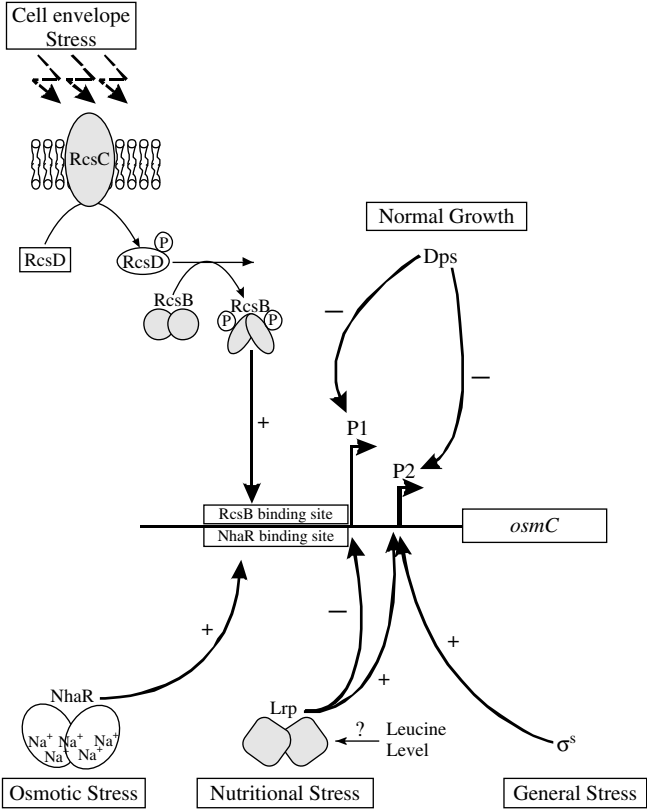 Cell envelope
Stress
RcsC
RcsD
RcsD
P
RcsB
RcsB
P
P
Normal Growth
Dps
–
–
+
P1
P2
RcsB binding site
NhaR binding site
osmC
+
–
+
+
NhaR
Na⁺ Na⁺ Na⁺
Na⁺ Na⁺
Lrp
?
Leucine
Level
σˢ
Osmotic Stress
Nutritional Stress
General Stress